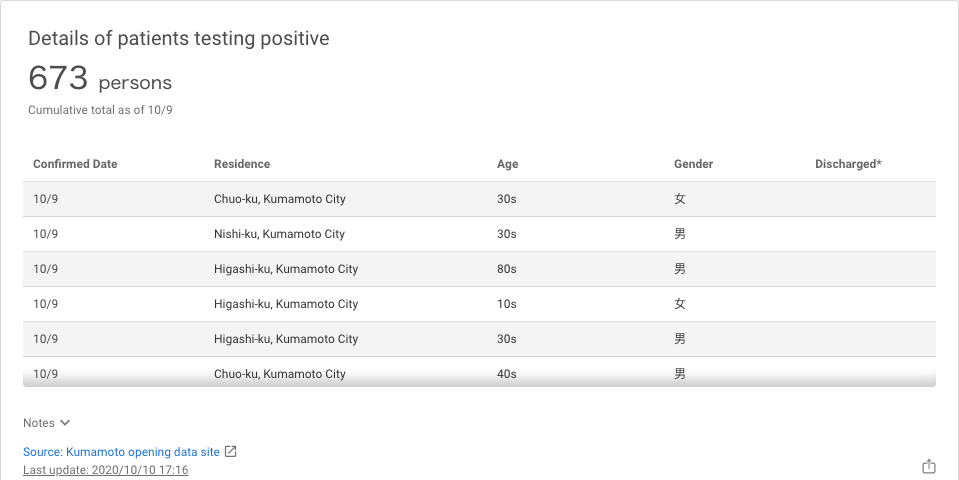 Details of patients testing positive
673 persons
Cumulative total as of 10/9
Confirmed Date Residence Age Gender Discharged*
10/9 Chuo-ku, Kumamoto City 30s 女
10/9 Nishi-ku, Kumamoto City 30s 男
10/9 Higashi-ku, Kumamoto City 80s 男
10/9 Higashi-ku, Kumamoto City 10s 女
10/9 Higashi-ku, Kumamoto City 30s 男
10/9 Chuo-ku, Kumamoto City 40s 男
Notes
Source: Kumamoto opening data site
Last update: 2020/10/10 17:16